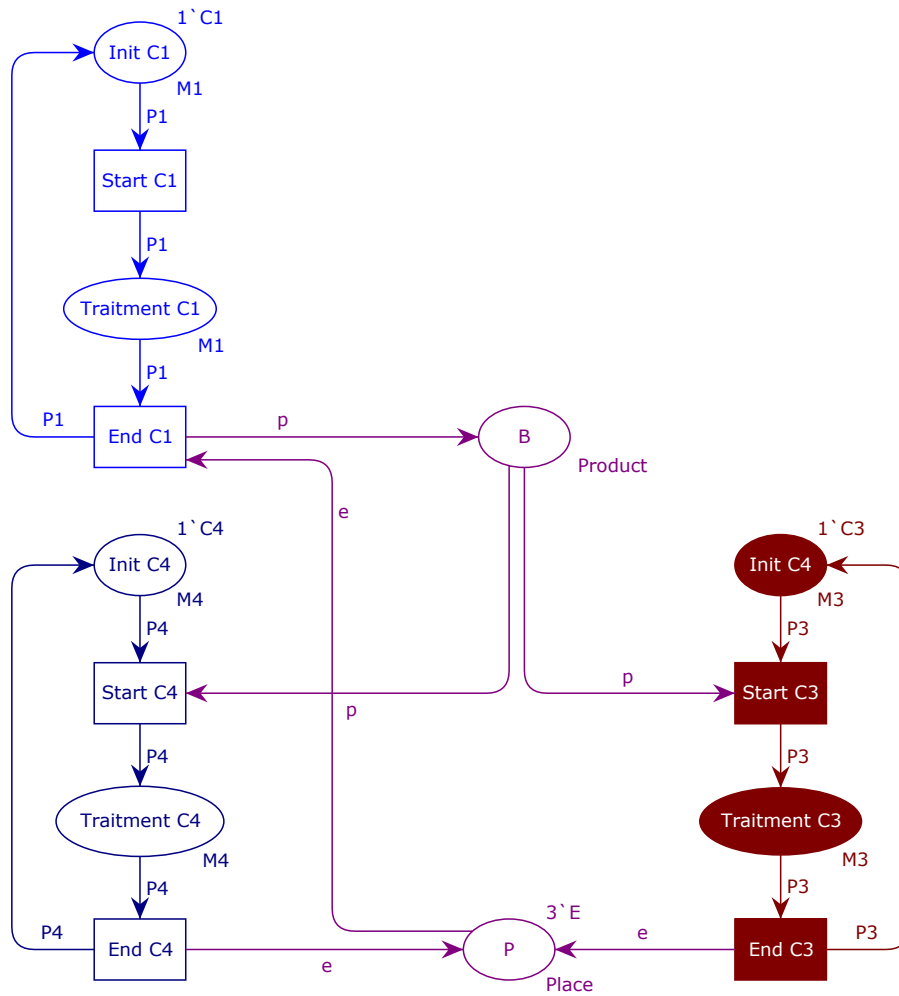 1`C1
Init C1
M1
P1
Start C1
P1
Traitment C1
M1
P1
P1
End C1
p
B
Product
e
1`C4
Init C4
M4
P4
Start C4
p
P4
Traitment C4
M4
P4
P4
End C4
e
3`E
P
Place
e
1`C3
Init C4
M3
P3
p
Start C3
P3
Traitment C3
M3
P3
End C3
P3